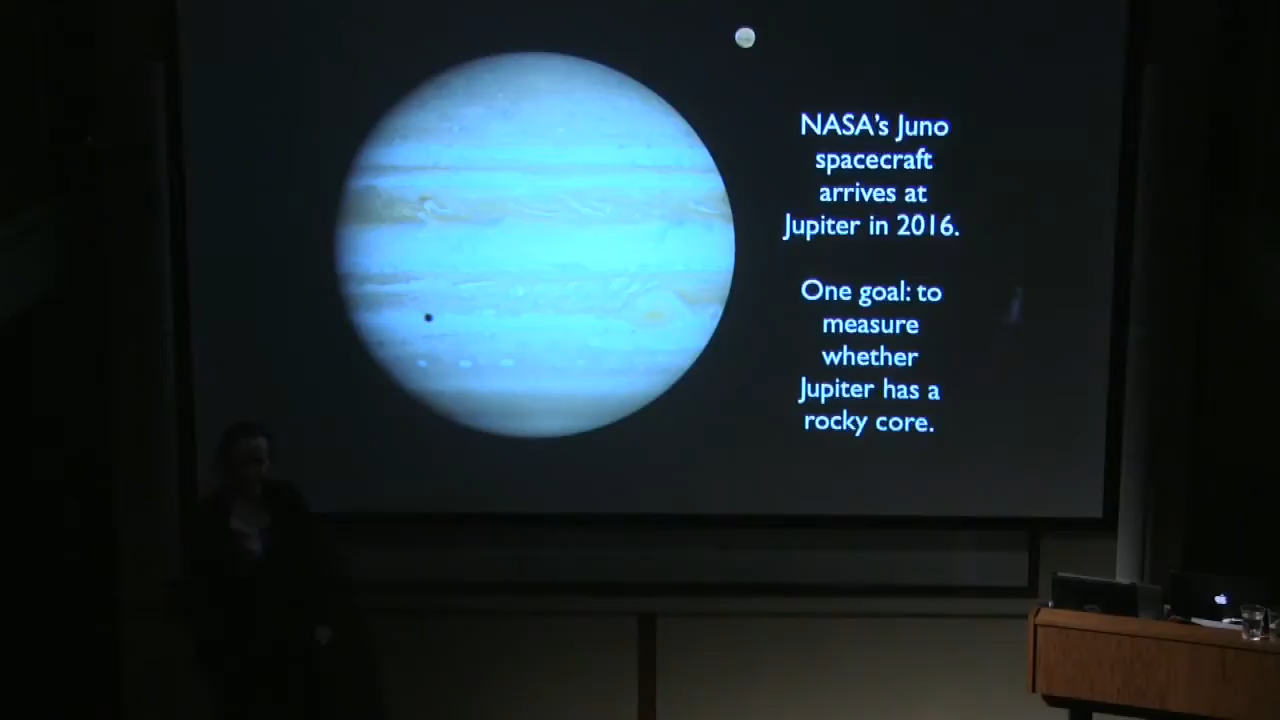 NASA's Juno
spacecraft
arrives at
Jupiter in 2016.
One goal: to
measure
whether
Jupiter has a
rocky core.